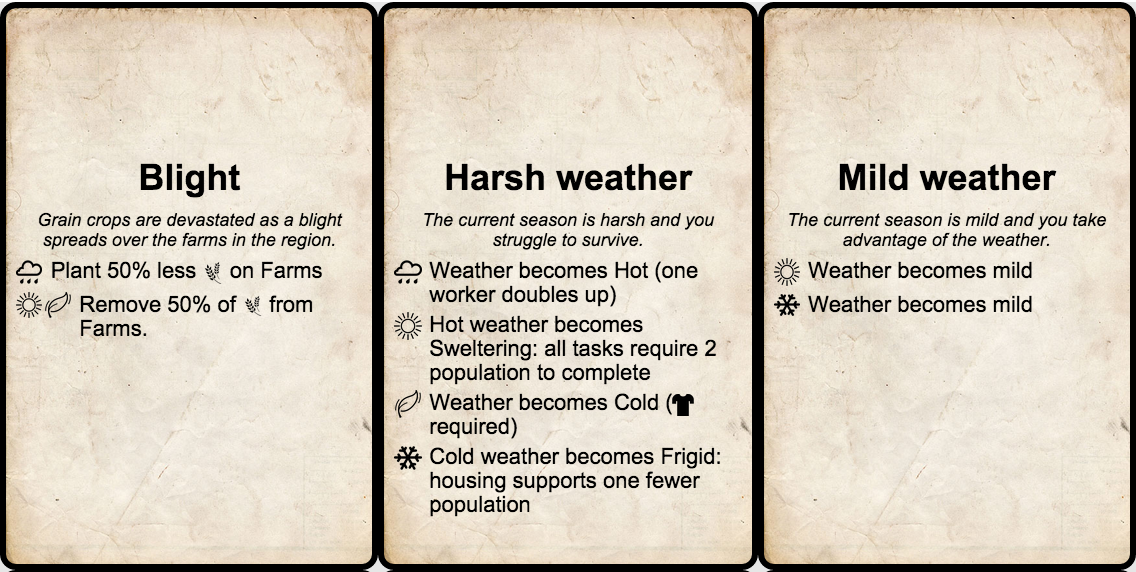 Blight
Grain crops are devastated as a blight
spreads over the farms in the region.
Plant 50% less on Farms
Remove 50% of from
Farms.
Harsh weather
The current season is harsh and you
struggle to survive.
Weather becomes Hot (one
worker doubles up)
Hot weather becomes
Sweltering: all tasks require 2
population to complete
Weather becomes Cold (
required)
Cold weather becomes Frigid:
housing supports one fewer
population
Mild weather
The current season is mild and you take
advantage of the weather.
Weather becomes mild
Weather becomes mild